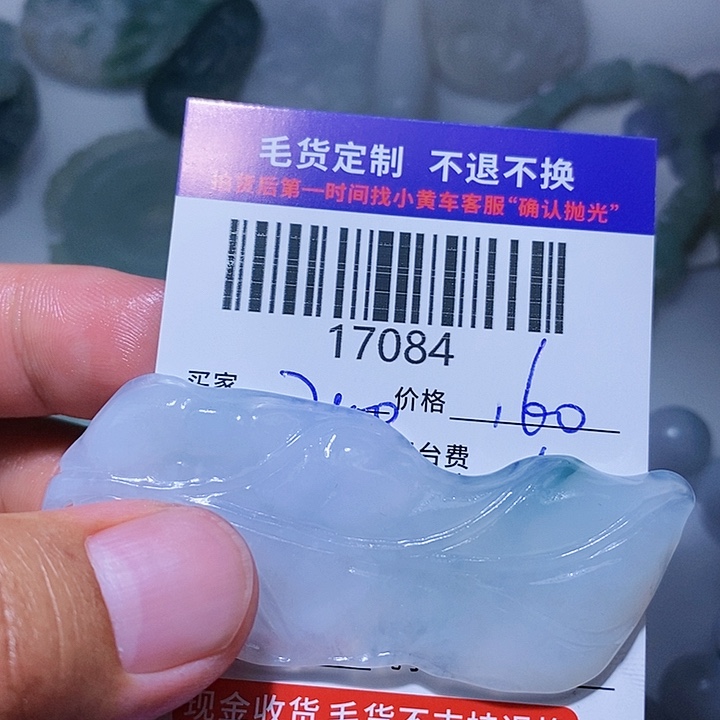 毛货定制 不退不换
拍货后第一时间找小黄车客服“确认抛光”
17084
买家 价格 160
台费
现金收货 毛货不支持退换